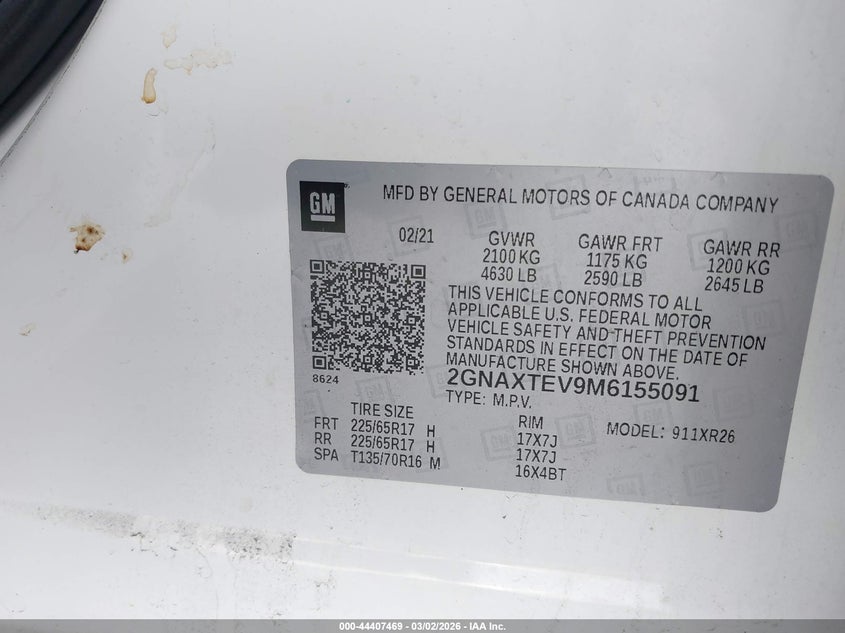 GM
MFD BY GENERAL MOTORS OF CANADA COMPANY
02/21
GVWR
2100 KG
4630 LB
GAWR FRT
1175 KG
2590 LB
GAWR RR
1200 KG
2645 LB
THIS VEHICLE CONFORMS TO ALL
APPLICABLE U.S. FEDERAL MOTOR
VEHICLE SAFETY AND THEFT PREVENTION
STANDARDS IN EFFECT ON THE DATE OF
MANUFACTURE SHOWN ABOVE.
8624
2GNAXTEV9M6155091
TYPE: M.P.V.
TIRE SIZE
RIM
FRT 225/65R17 H 17X7J
RR 225/65R17 H 17X7J
SPA T135/70R16 M 16X4BT
MODEL: 911XR26
000-44407469 - 03/02/2026 - IAA Inc.